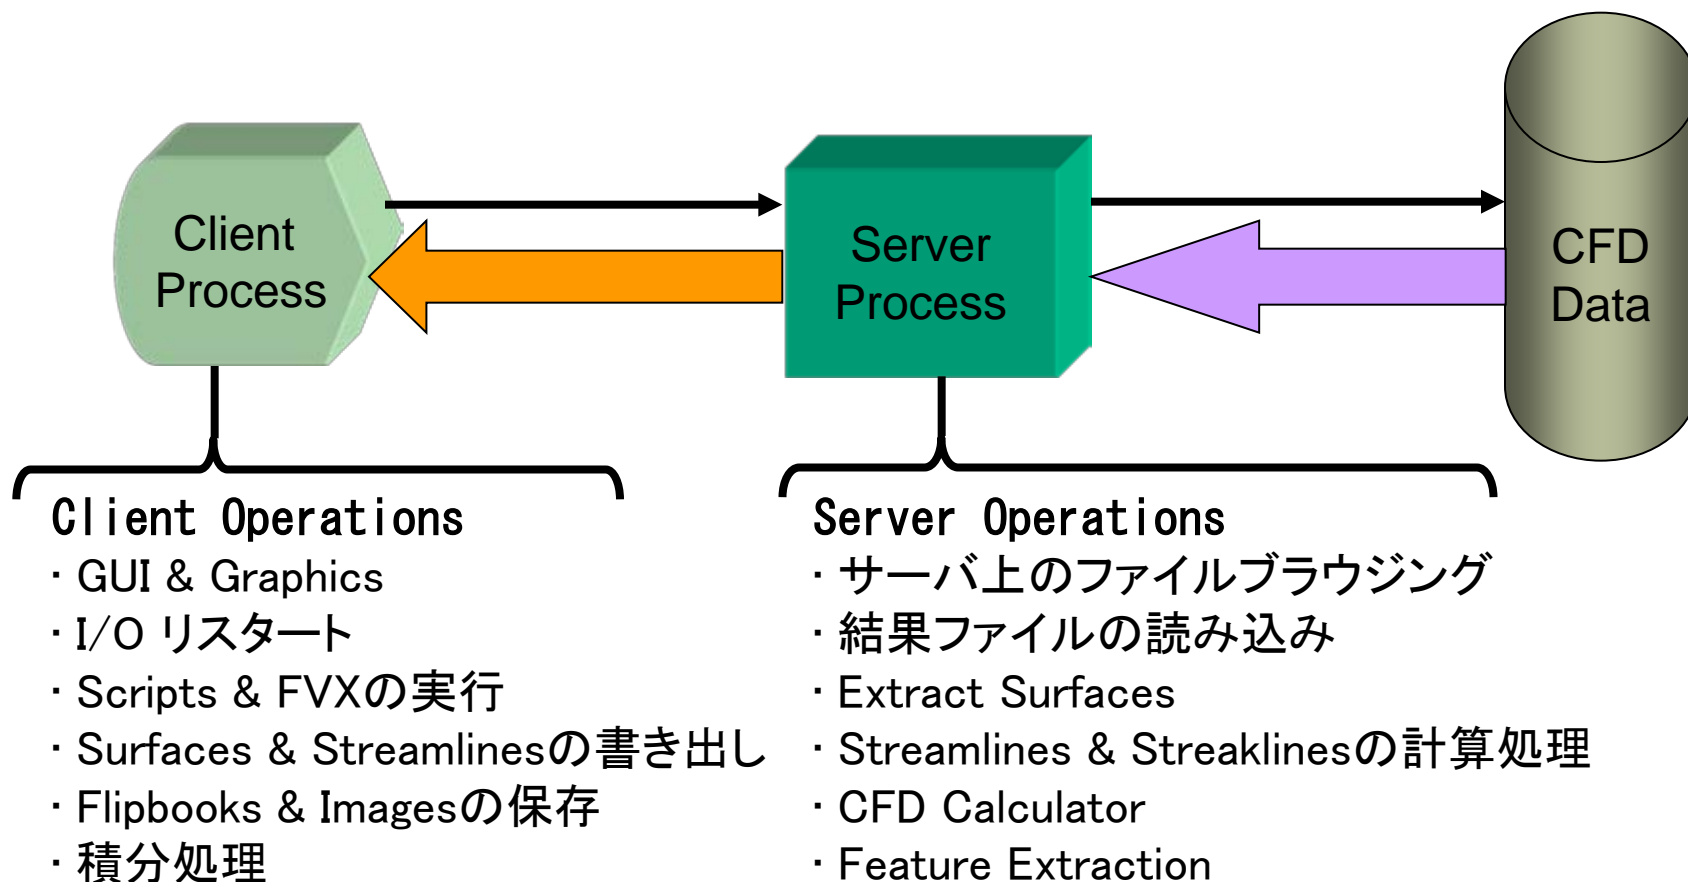 Client
Process
Server
Process
CFD
Data
Client Operations
・GUI & Graphics
・I/O リスタート
・Scripts & FVXの実行
・Surfaces & Streamlinesの書き出し
・Flipbooks & Imagesの保存
・積分処理
Server Operations
・サーバ上のファイルブラウジング
・結果ファイルの読み込み
・Extract Surfaces
・Streamlines & Streaklinesの計算処理
・CFD Calculator
・Feature Extraction